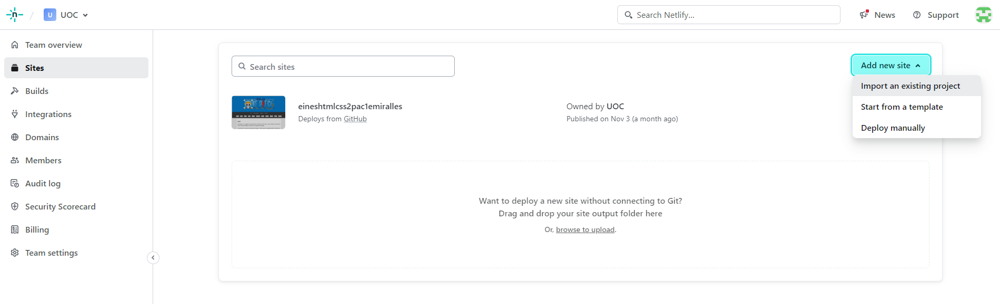 n / U UOC
Search Netlify...
News
Support
Team overview
Sites
Builds
Integrations
Domains
Members
Audit log
Security Scorecard
Billing
Team settings
Search sites
Add new site
Import an existing project
Start from a template
Deploy manually
eineshtmlcss2pac1emiralles
Deploys from GitHub
Owned by UOC
Published on Nov 3 (a month ago)
Want to deploy a new site without connecting to Git?
Drag and drop your site output folder here
Or, browse to upload.